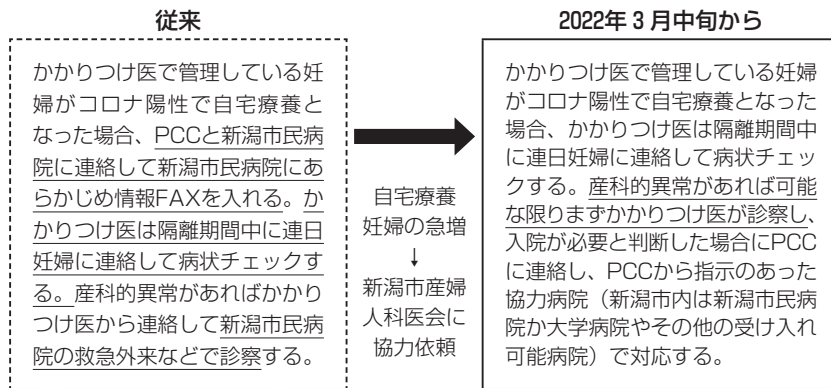 従来
かかりつけ医で管理している妊
婦がコロナ陽性で自宅療養と
なった場合、PCCと新潟市民病
院に連絡して新潟市民病院にあ
らかじめ情報FAXを入れる。か
かりつけ医は隔離期間中に連日
妊婦に連絡して病状チェックす
る。産科的異常があればかかり
つけ医から連絡して新潟市民病
院の救急外来などで診察する。
自宅療養
妊婦の急増
↓
新潟市産婦
人科医会に
協力依頼
2022年3月中旬から
かかりつけ医で管理している妊婦
がコロナ陽性で自宅療養となった
場合、かかりつけ医は隔離期間中
に連日妊婦に連絡して病状チェッ
クする。産科的異常があれば可能
な限りまずかかりつけ医が診察し、
入院が必要と判断した場合にPCC
に連絡し、PCCから指示のあった
協力病院（新潟市内は新潟市民病
院か大学病院やその他の受け入れ
可能病院）で対応する。